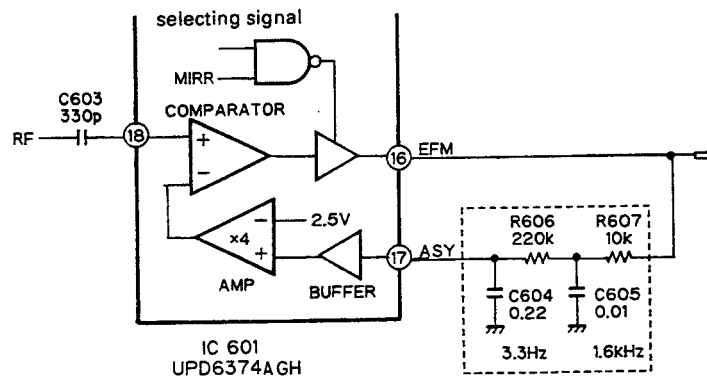 selecting signal
MIRR
C603
330p
COMPARATOR
RF
18
+
−
16
EFM
−
2.5V
×4
+
17
ASY
AMP
BUFFER
R606
220k
R607
10k
C604
0.22
C605
0.01
3.3Hz
1.6kHz
IC 601
UPD6374AGH